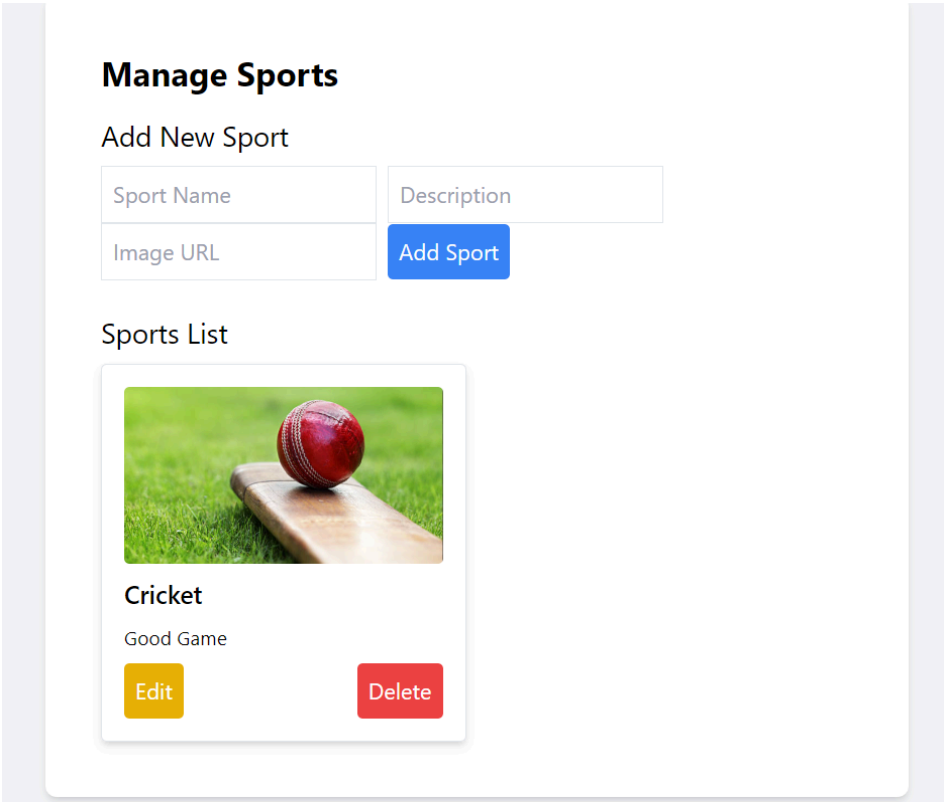 Manage Sports
Add New Sport
Sport Name Description
Image URL Add Sport
Sports List
Cricket
Good Game
Edit Delete